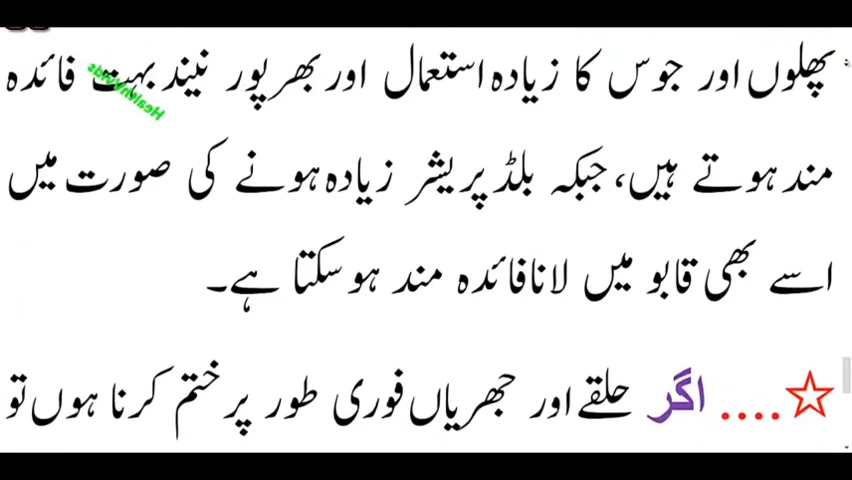 پھلوں اور جوس کا زیادہ استعمال اور بھرپور نیند بہت فائدہ
مند ہوتے ہیں، جبکہ بلڈ پریشر زیادہ ہونے کی صورت میں
اسے بھی قابو میں لانا فائدہ مند ہو سکتا ہے۔
☆.... اگر حلقے اور جھریاں فوری طور پر ختم کرنا ہوں تو